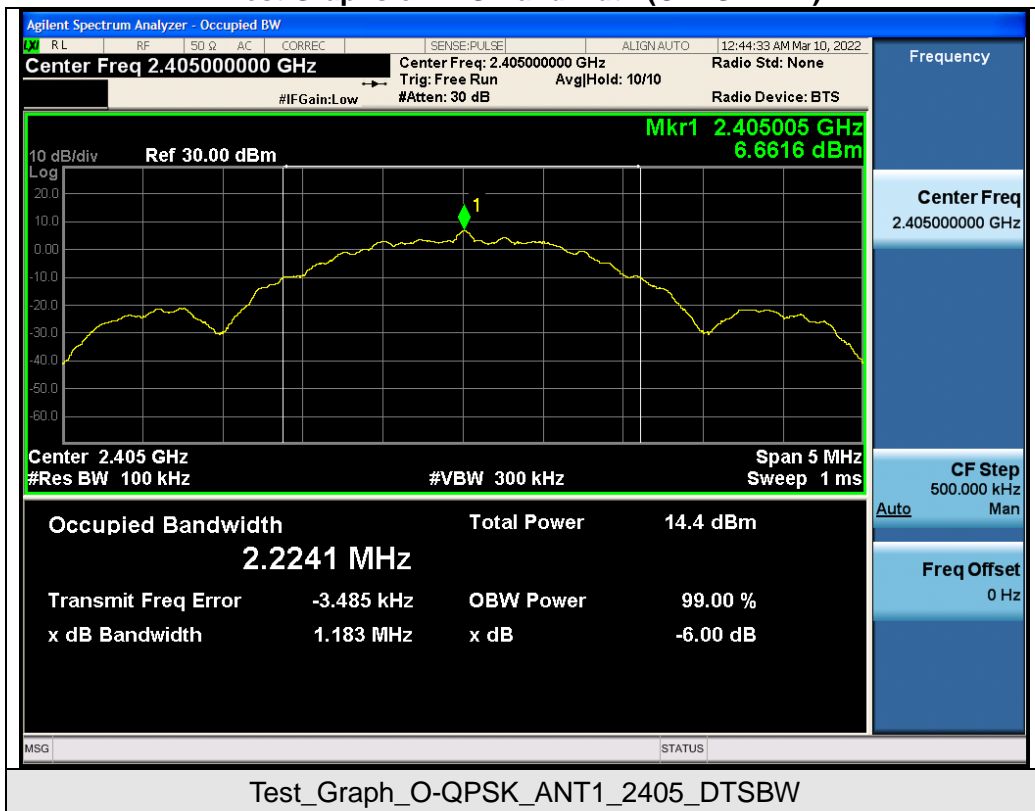 Agilent Spectrum Analyzer - Occupied BW
LXI RL RF 50 Ω AC CORREC SENSE:PULSE ALIGN AUTO 12:44:33 AM Mar 10, 2022
Center Freq 2.405000000 GHz
Center Freq: 2.405000000 GHz
Radio Std: None
Trig: Free Run Avg|Hold: 10/10
#IFGain:Low #Atten: 30 dB Radio Device: BTS
Frequency
Mkr1 2.405005 GHz
6.6616 dBm
10 dB/div Ref 30.00 dBm
Log
20.0
10.0
0.00
-10.0
-20.0
-30.0
-40.0
-50.0
-60.0
1
Center 2.405 GHz Span 5 MHz
#Res BW 100 kHz #VBW 300 kHz Sweep 1 ms
Center Freq
2.405000000 GHz
CF Step
500.000 kHz
Auto Man
Freq Offset
0 Hz
Occupied Bandwidth Total Power 14.4 dBm
2.2241 MHz
Transmit Freq Error -3.485 kHz OBW Power 99.00 %
x dB Bandwidth 1.183 MHz x dB -6.00 dB
MSG STATUS
Test_Graph_O-QPSK_ANT1_2405_DTSBW